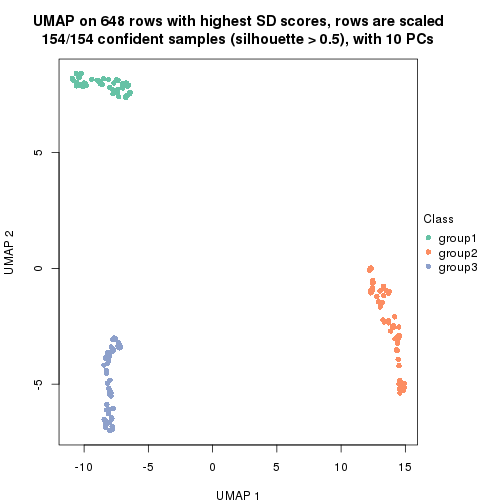 UMAP on 648 rows with highest SD scores, rows are scaled
154/154 confident samples (silhouette > 0.5), with 10 PCs
5
0
-5
UMAP 2
-10
-5
0
5
10
15
UMAP 1
Class
group1
group2
group3